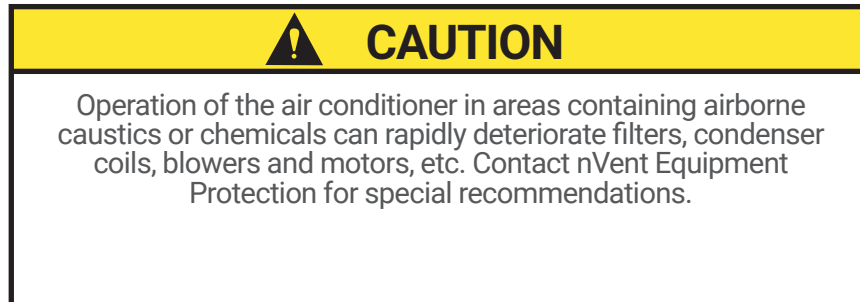 CAUTION
Operation of the air conditioner in areas containing airborne
caustics or chemicals can rapidly deteriorate filters, condenser
coils, blowers and motors, etc. Contact nVent Equipment
Protection for special recommendations.